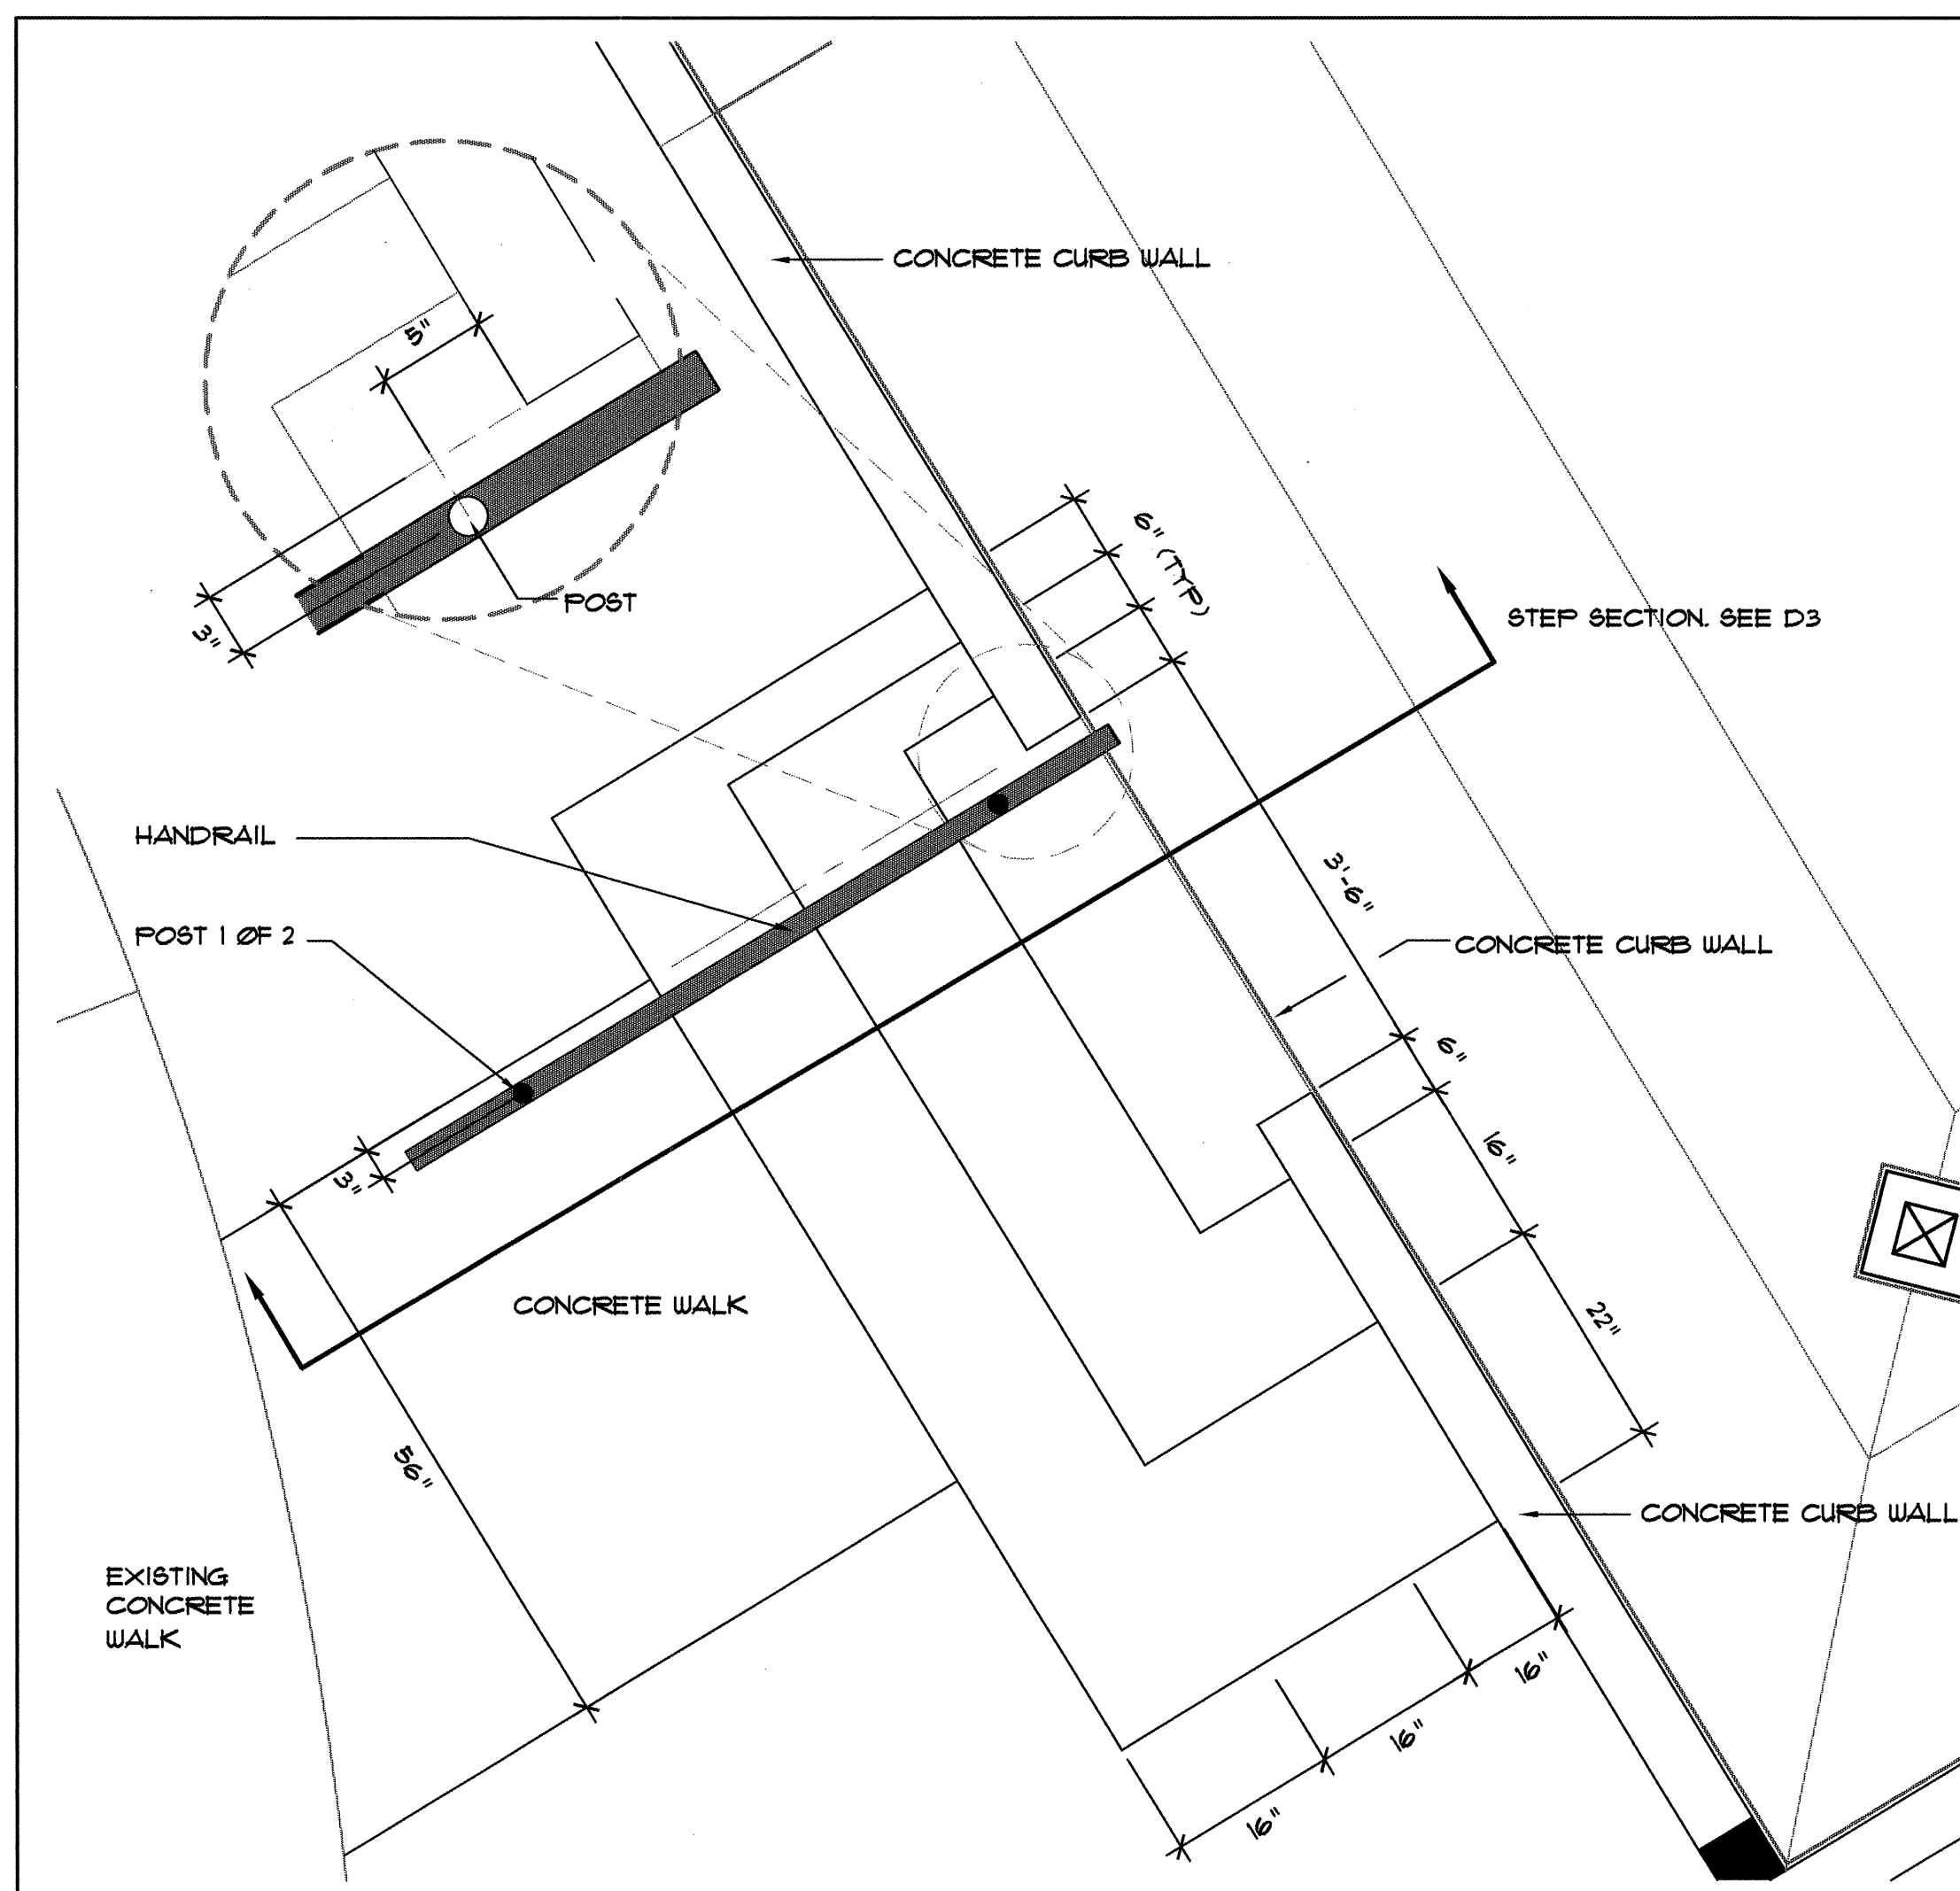 CONCRETE CURB WALL
5"
6" (TYP)
POST
3"
STEP SECTION. SEE D3
HANDRAIL
3'-6"
POST 1 ØF 2
CONCRETE CURB WALL
6"
16"
3"
CONCRETE WALK
22"
56"
CONCRETE CURB WALL
EXISTING
CONCRETE
WALK
16"
16"
16"